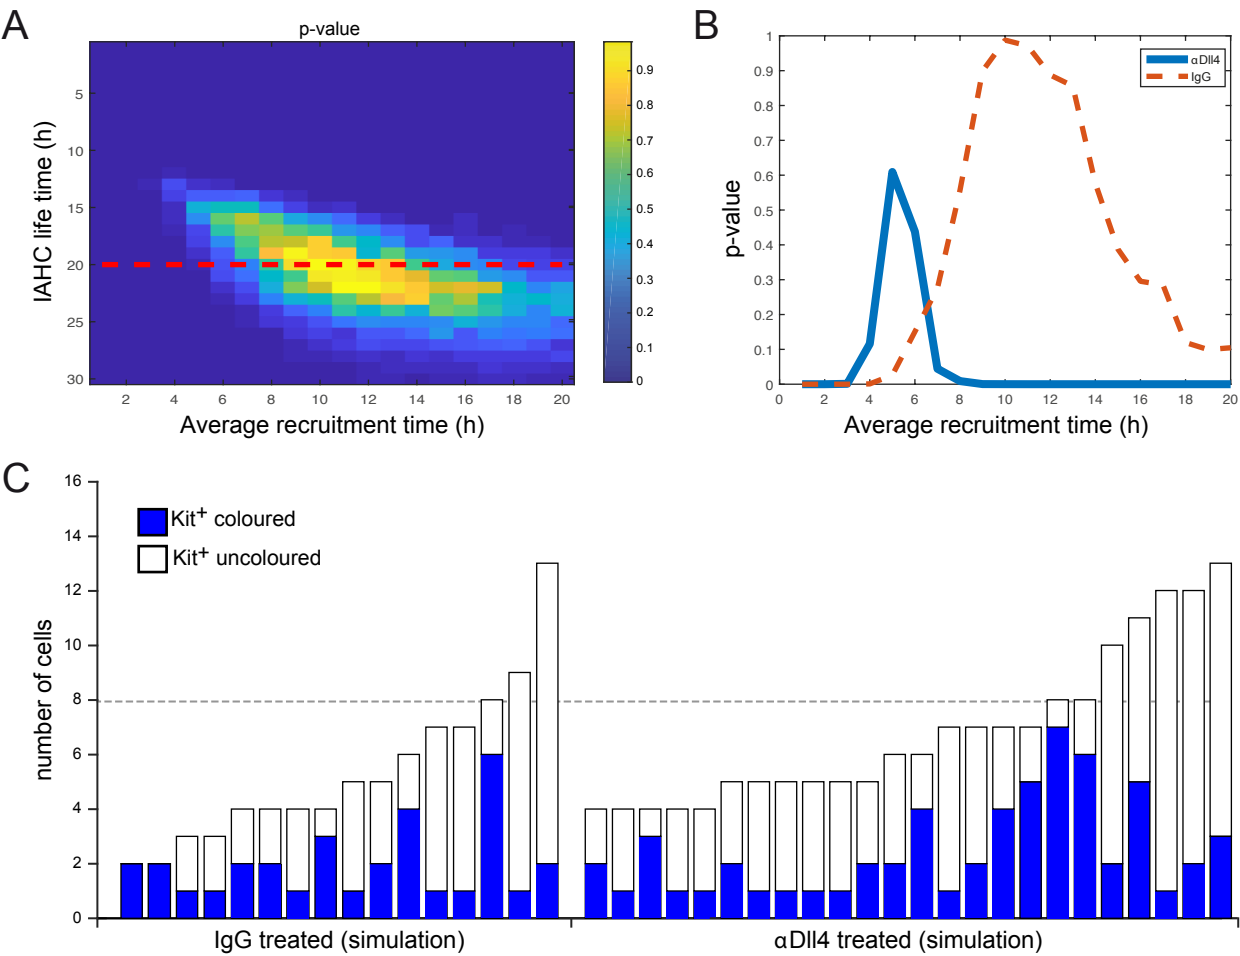 A
p-value
IAHC life time (h)
5
10
15
20
25
30
2 4 6 8 10 12 14 16 18 20
Average recruitment time (h)
0.9
0.8
0.7
0.6
0.5
0.4
0.3
0.2
0.1
0
B
p-value
1
0.9
0.8
0.7
0.6
0.5
0.4
0.3
0.2
0.1
0
0 2 4 6 8 10 12 14 16 18 20
Average recruitment time (h)
αDll4
IgG
C
number of cells
16
14
12
10
8
6
4
2
0
Kit+ coloured
Kit+ uncoloured
IgG treated (simulation)
αDll4 treated (simulation)